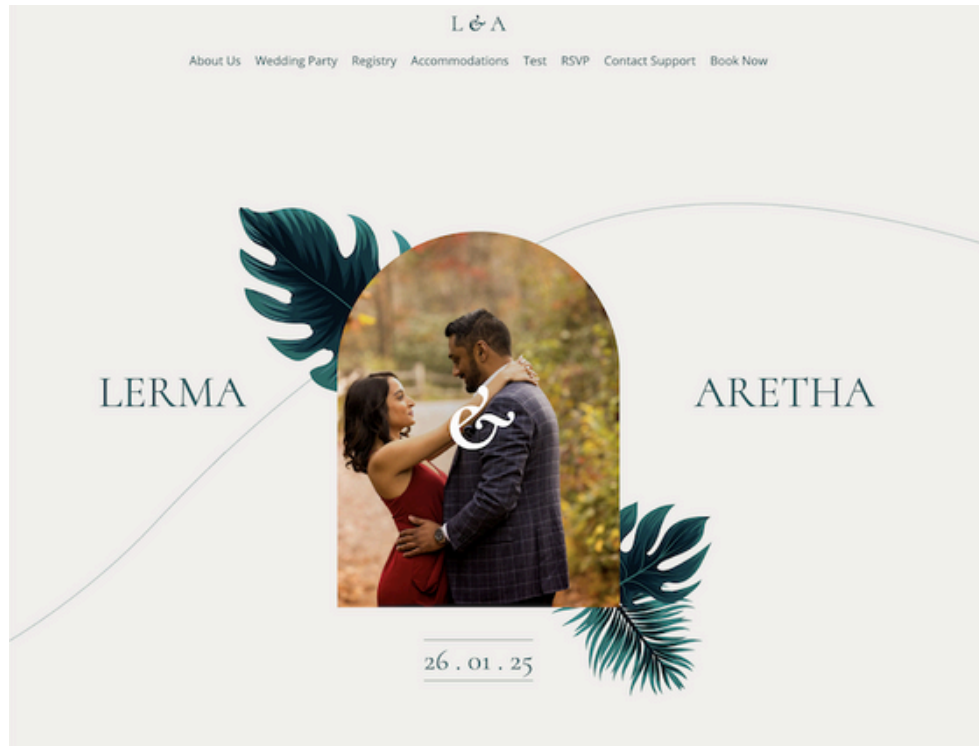 L & A
About Us Wedding Party Registry Accommodations Test RSVP Contact Support Book Now
LERMA & ARETHA
26 . 01 . 25